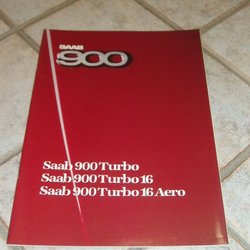 SAAB
900
Saab 900 Turbo
Saab 900 Turbo 16
Saab 900 Turbo 16 Aero